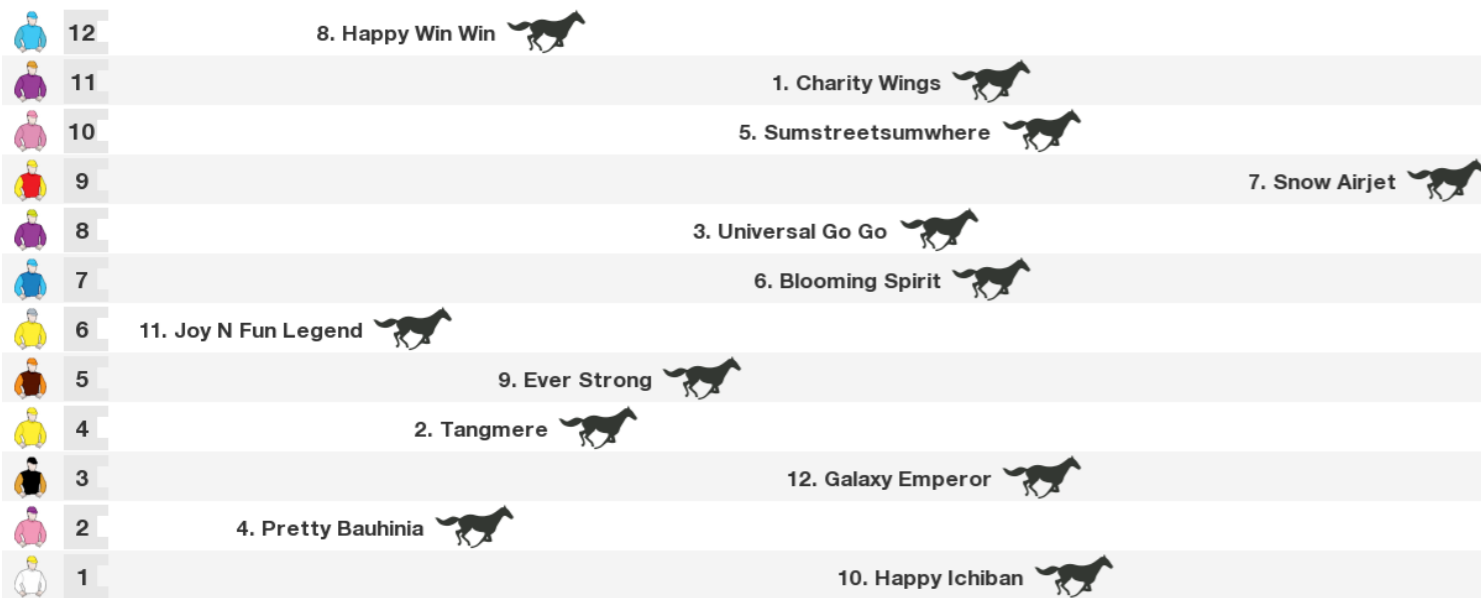 12 8. Happy Win Win
11 1. Charity Wings
10 5. Sumstreetsumwhere
9 7. Snow Airjet
8 3. Universal Go Go
7 6. Blooming Spirit
6 11. Joy N Fun Legend
5 9. Ever Strong
4 2. Tangmere
3 12. Galaxy Emperor
2 4. Pretty Bauhinia
1 10. Happy Ichiban